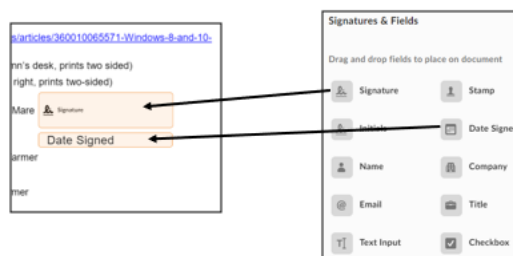 s/articles/360010065571-Windows-8-and-10-
nn's desk, prints two sided)
right, prints two-sided)
Mare Signature
Date Signed
armer
mer
Signatures & Fields
Drag and drop fields to place on document
Signature Stamp
Initials Date Signe
Name Company
Email Title
Text Input Checkbox